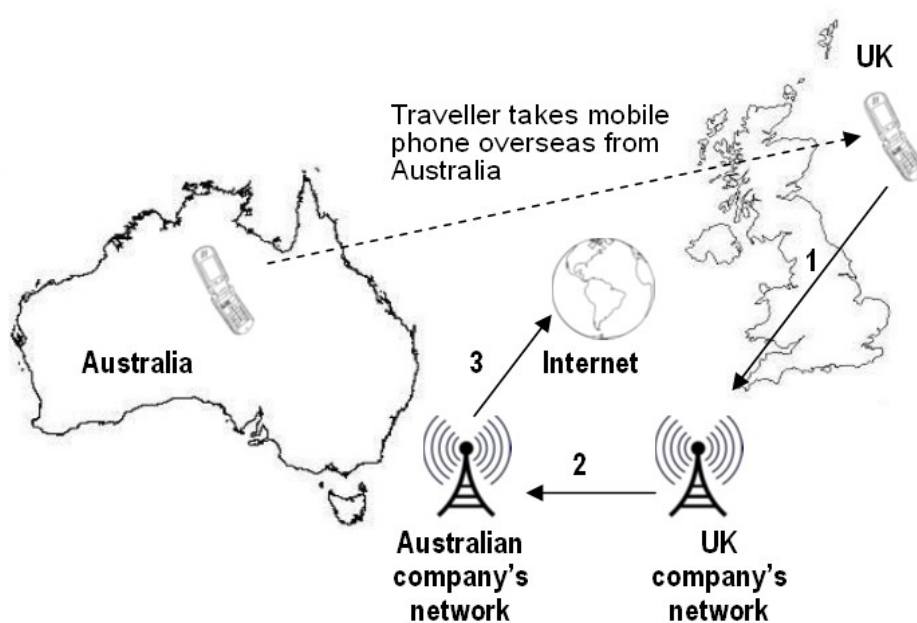 UK
Traveller takes mobile
phone overseas from
Australia
1
Australia
3
Internet
2
Australian
company's
network
UK
company's
network